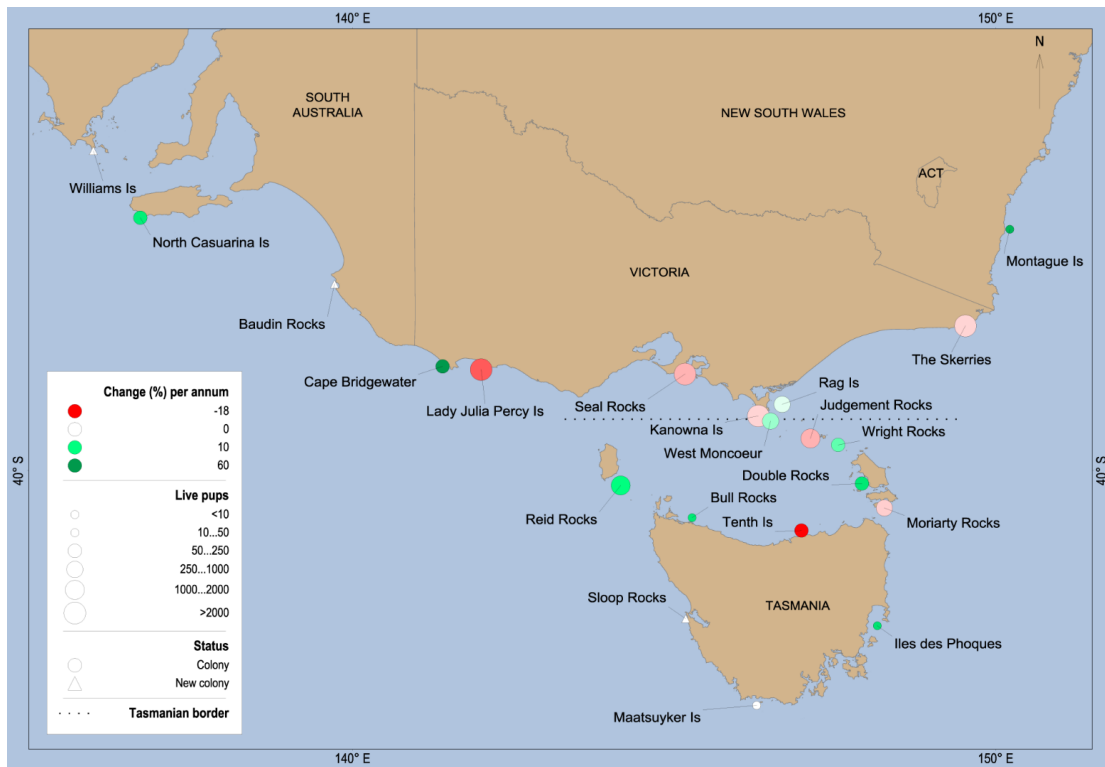 140° E
150° E
N
SOUTH
AUSTRALIA
NEW SOUTH WALES
ACT
Williams Is
North Casuarina Is
Montague Is
VICTORIA
Baudin Rocks
The Skerries
Cape Bridgewater
Lady Julia Percy Is
Seal Rocks
Rag Is
Judgement Rocks
Kanowna Is
Wright Rocks
West Moncoeur
Double Rocks
40° S
40° S
Bull Rocks
Reid Rocks
Tenth Is
Moriarty Rocks
Sloop Rocks
TASMANIA
Iles des Phoques
Maatsuyker Is
Change (%) per annum
-18
0
10
60
Live pups
<10
10...50
50...250
250...1000
1000...2000
>2000
Status
Colony
New colony
Tasmanian border
140° E
150° E